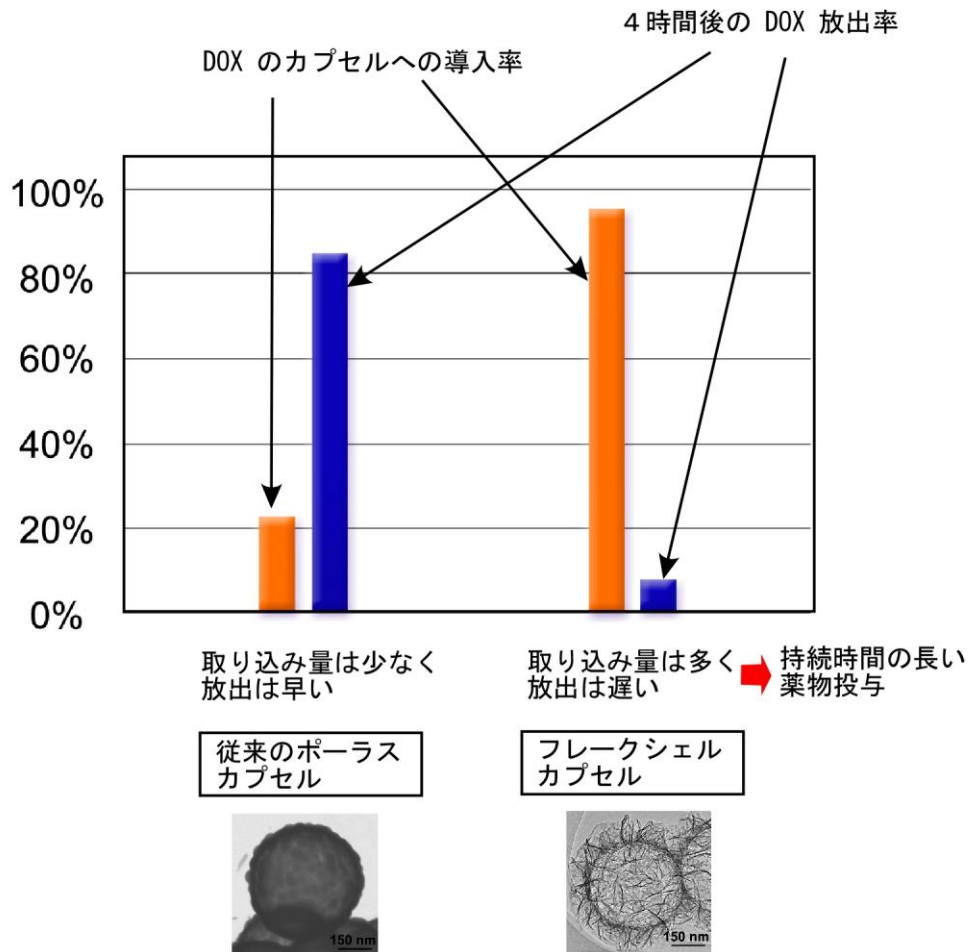 ４時間後の DOX 放出率
DOX のカプセルへの導入率
100%
80%
60%
40%
20%
0%
取り込み量は少なく
放出は早い
取り込み量は多く
放出は遅い
持続時間の長い
薬物投与
従来のポーラス
カプセル
フレークシェル
カプセル
150 nm
150 nm